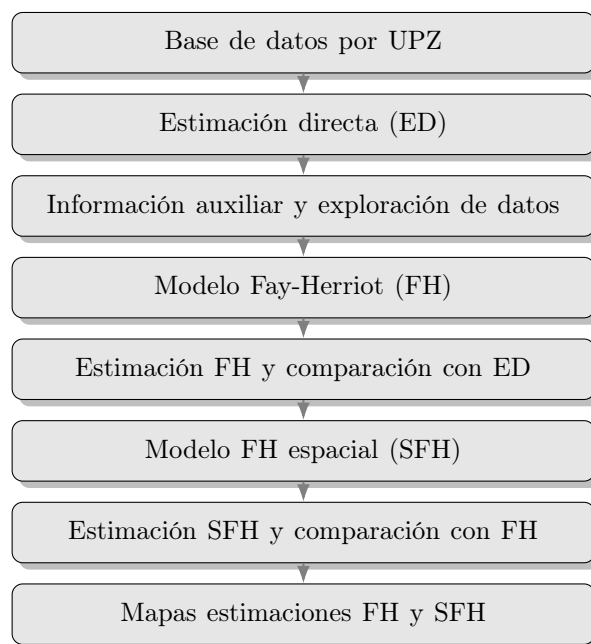 Base de datos por UPZ
Estimación directa (ED)
Información auxiliar y exploración de datos
Modelo Fay-Herriot (FH)
Estimación FH y comparación con ED
Modelo FH espacial (SFH)
Estimación SFH y comparación con FH
Mapas estimaciones FH y SFH